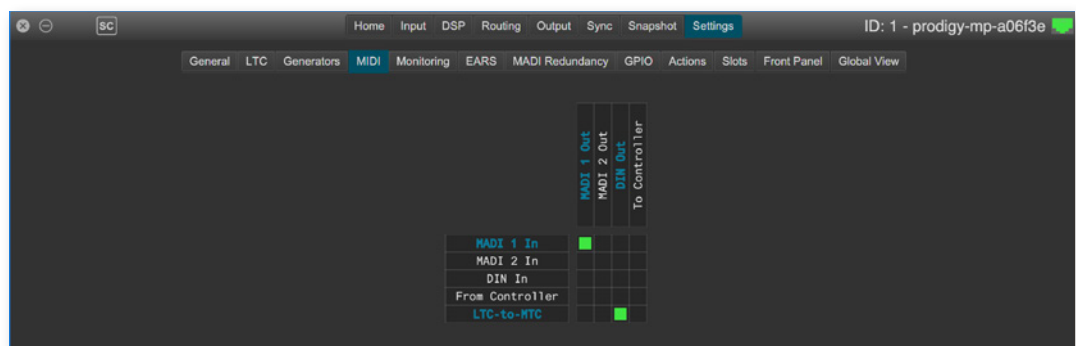 SC Home Input DSP Routing Output Sync Snapshot Settings ID: 1 - prodigy-mp-a06f3e
General LTC Generators MIDI Monitoring EARS MADI Redundancy GPIO Actions Slots Front Panel Global View
MADI 1 Out
MADI 2 Out
DIN Out
To Controller
MADI 1 In
MADI 2 In
DIN In
From Controller
LTC-to-MTC